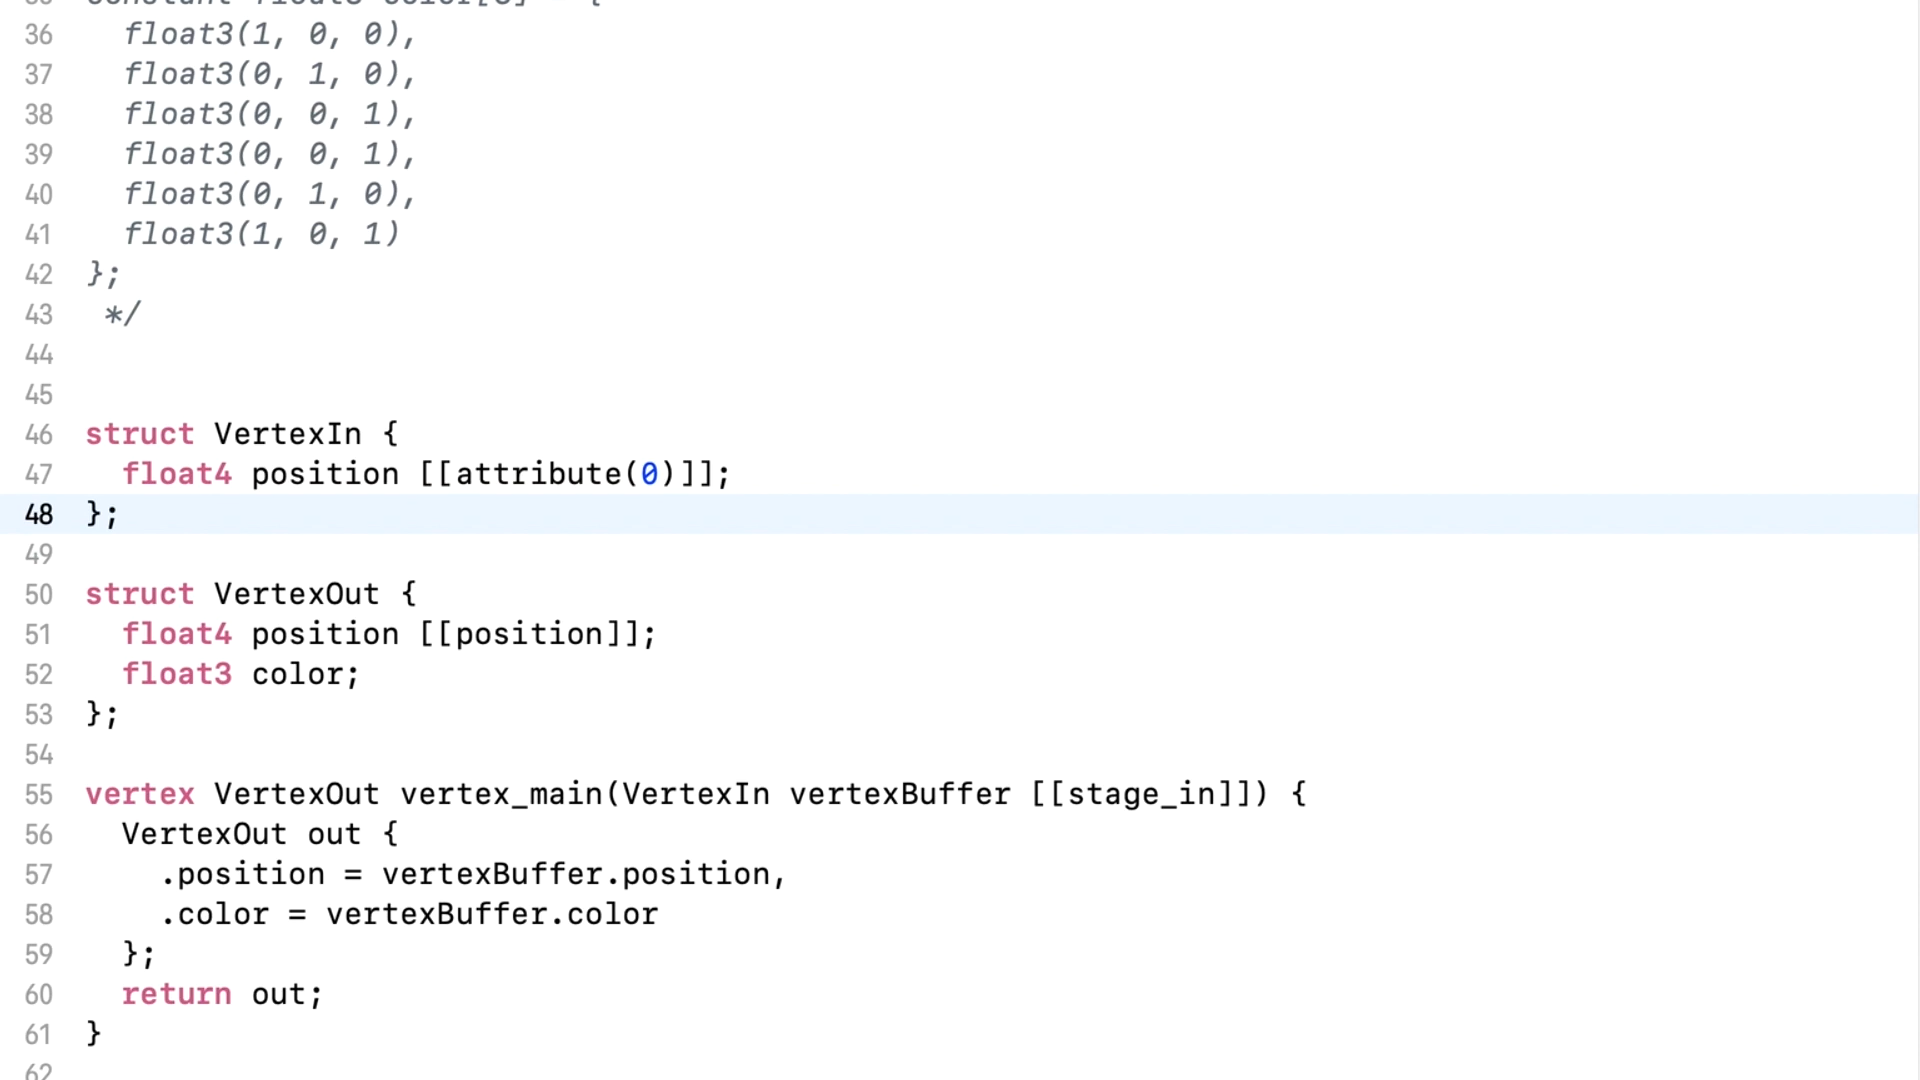 36 float3(1, 0, 0),
37 float3(0, 1, 0),
38 float3(0, 0, 1),
39 float3(0, 0, 1),
40 float3(0, 1, 0),
41 float3(1, 0, 1)
42 };
43 */
44
45
46 struct VertexIn {
47 float4 position [[attribute(0)]];
48 };
49
50 struct VertexOut {
51 float4 position [[position]];
52 float3 color;
53 };
54
55 vertex VertexOut vertex_main(VertexIn vertexBuffer [[stage_in]]) {
56 VertexOut out {
57 .position = vertexBuffer.position,
58 .color = vertexBuffer.color
59 };
60 return out;
61 }
62